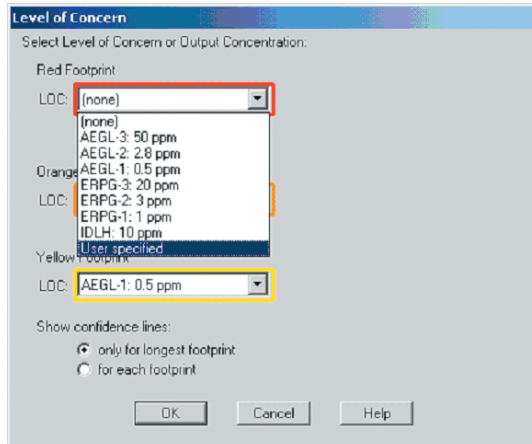 Level of Concern
Select Level of Concern or Output Concentration:
Red Footprint
LOC: (none)
(none)
AEGL-3: 50 ppm
AEGL-2: 2.8 ppm
Orange
AEGL-1: 0.5 ppm
ERPG-3: 20 ppm
LOC:
ERPG-2: 3 ppm
ERPG-1: 1 ppm
IDLH: 10 ppm
User specified
Yellow Footprint
LOC: AEGL-1: 0.5 ppm
Show confidence lines:
only for longest footprint
for each footprint
OK Cancel Help